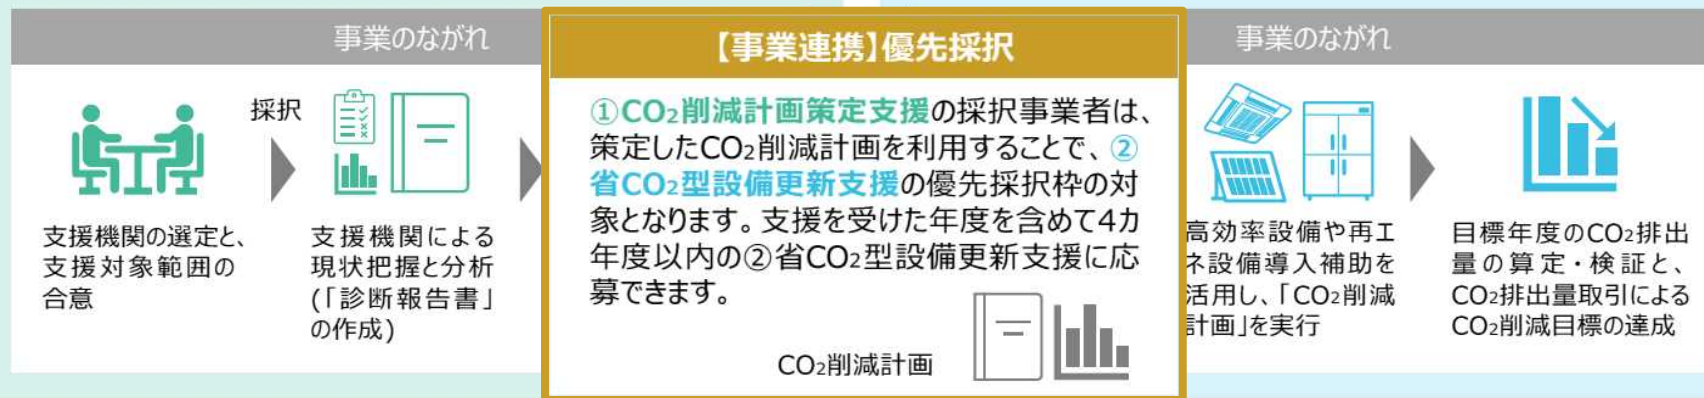 事業のながれ
採択
支援機関の選定と、
支援対象範囲の
合意
支援機関による
現状把握と分析
(「診断報告書」
の作成)
【事業連携】優先採択
①CO₂削減計画策定支援の採択事業者は、
策定したCO₂削減計画を利用することで、②
省CO₂型設備更新支援の優先採択枠の対
象となります。支援を受けた年度を含めて4カ
年度以内の②省CO₂型設備更新支援に応
募できます。
CO₂削減計画
事業のながれ
高効率設備や再エ
ネ設備導入補助を
活用し、「CO₂削減
計画」を実行
目標年度のCO₂排出
量の算定・検証と、
CO₂排出量取引による
CO₂削減目標の達成